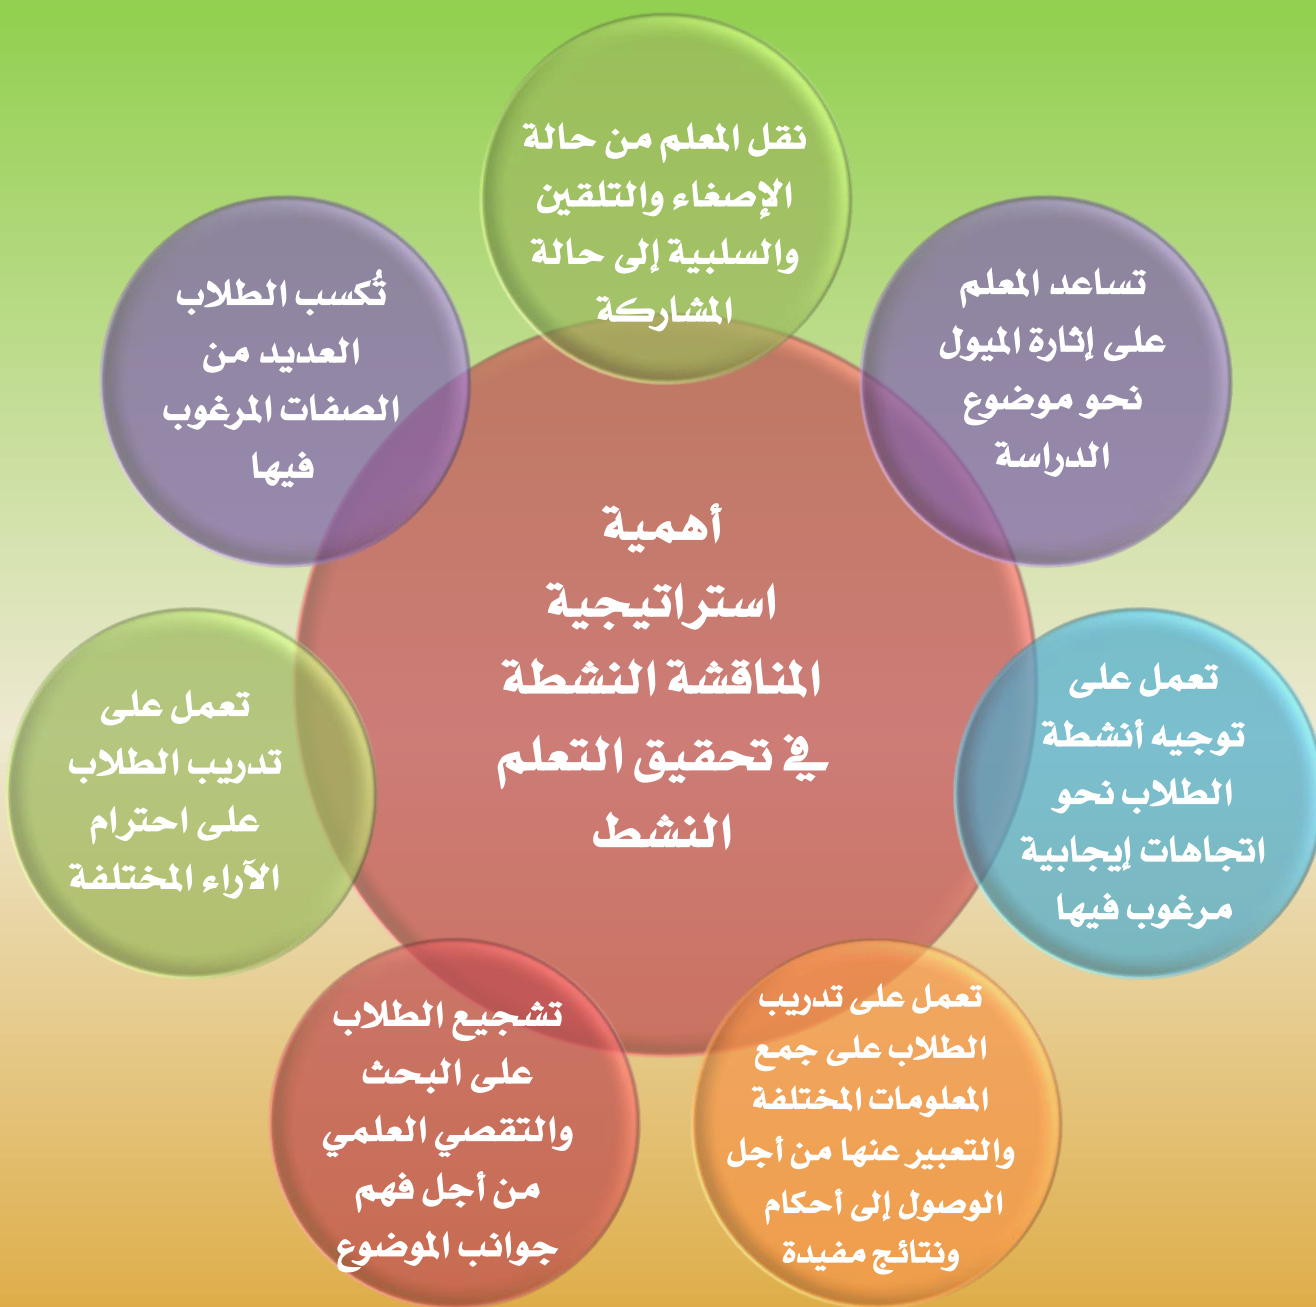 أهمية
استراتيجية
المناقشة النشطة
في تحقيق التعلم
النشط
نقل المعلم من حالة
الإصغاء والتلقين
والسلبية إلى حالة
المشاركة
تساعد المعلم
على إثارة الميول
نحو موضوع
الدراسة
تعمل على
توجيه أنشطة
الطلاب نحو
اتجاهات إيجابية
مرغوب فيها
تعمل على تدريب
الطلاب على جمع
المعلومات المختلفة
والتعبير عنها من أجل
الوصول إلى أحكام
ونتائج مفيدة
تشجيع الطلاب
على البحث
والتقصي العلمي
من أجل فهم
جوانب الموضوع
تعمل على
تدريب الطلاب
على احترام
الآراء المختلفة
تُكسب الطلاب
العديد من
الصفات المرغوب
فيها